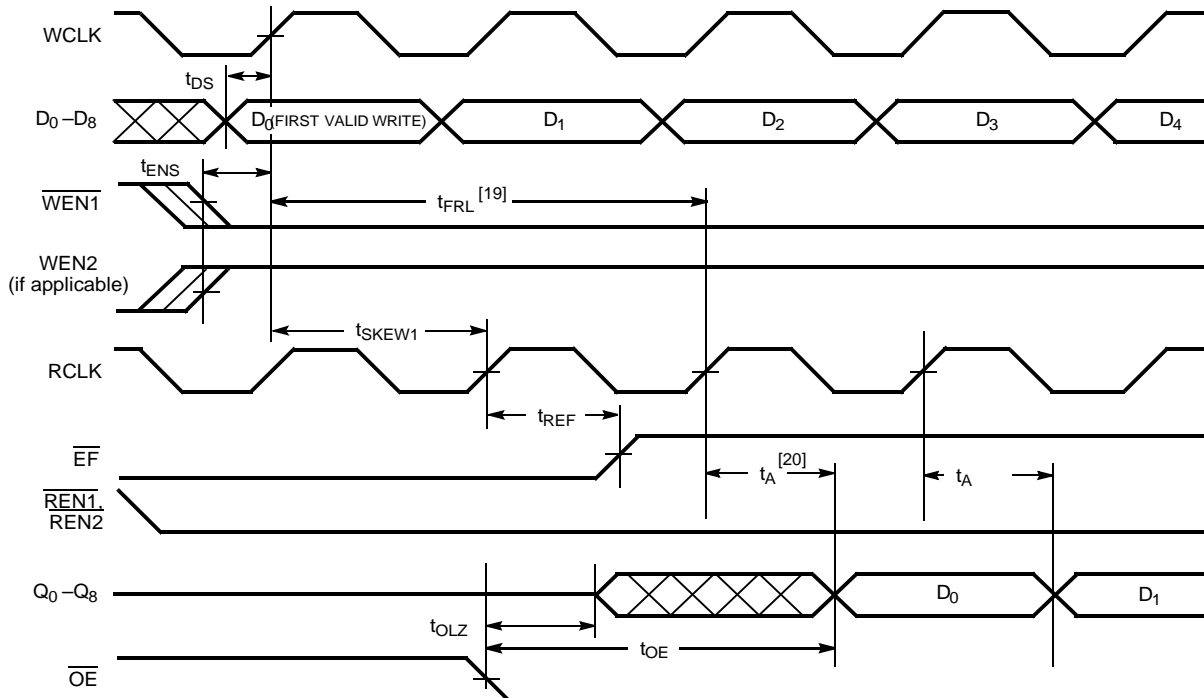 WCLK
tDS
D0–D8
D0(FIRST VALID WRITE)
D1
D2
D3
D4
tENS
WEN1
tFRL [19]
WEN2
(if applicable)
tSKEW1
RCLK
tREF
EF
tA [20]
tA
REN1,
REN2
Q0–Q8
D0
D1
tOLZ
tOE
OE